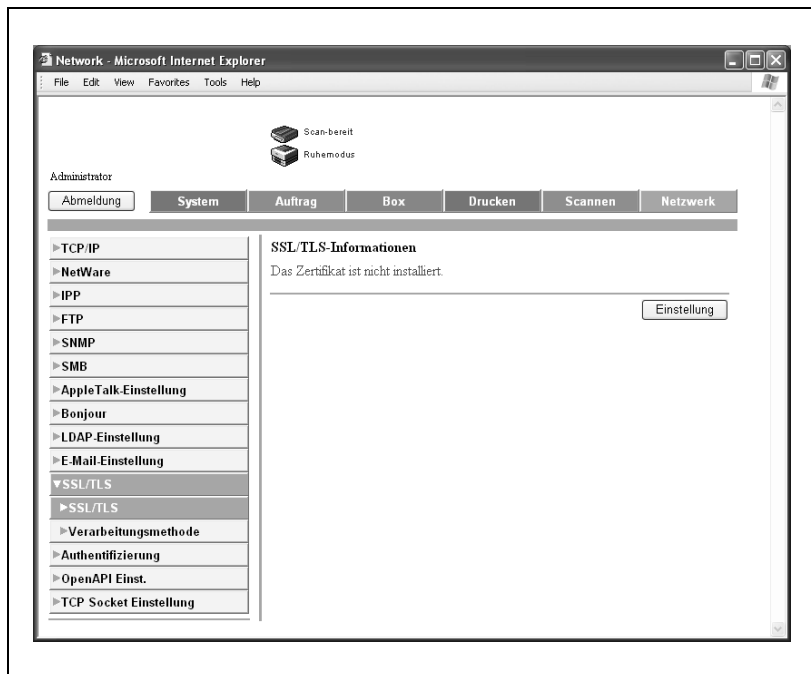 Network - Microsoft Internet Explorer
File Edit View Favorites Tools Help
Scan-bereit
Ruhemodus
Administrator
Abmeldung System Auftrag Box Drucken Scannen Netzwerk
TCP/IP
NetWare
IPP
FTP
SNMP
SMB
AppleTalk-Einstellung
Bonjour
LDAP-Einstellung
E-Mail-Einstellung
SSL/TLS
SSL/TLS
Verarbeitungsmethode
Authentifizierung
OpenAPI Einst.
TCP Socket Einstellung
SSL/TLS-Informationen
Das Zertifikat ist nicht installiert.
Einstellung